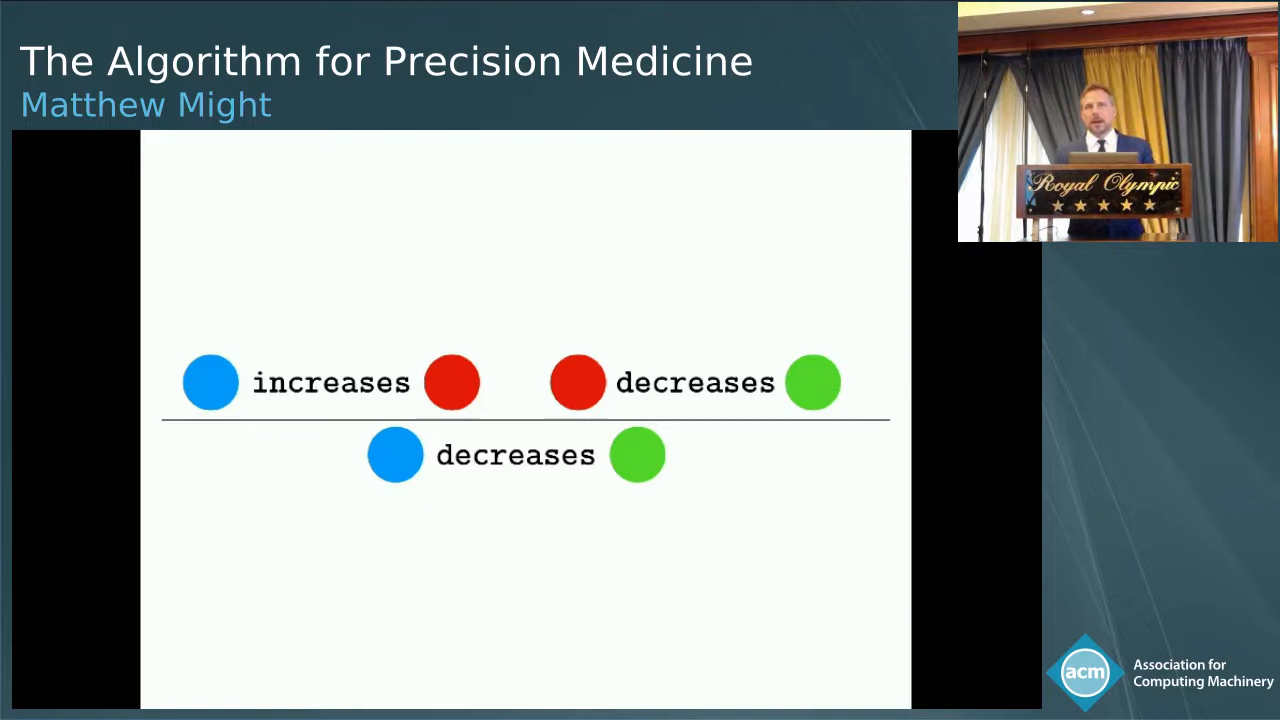 The Algorithm for Precision Medicine
Matthew Might
Royal Olympic
increases decreases
decreases
acm
Association for
Computing Machinery